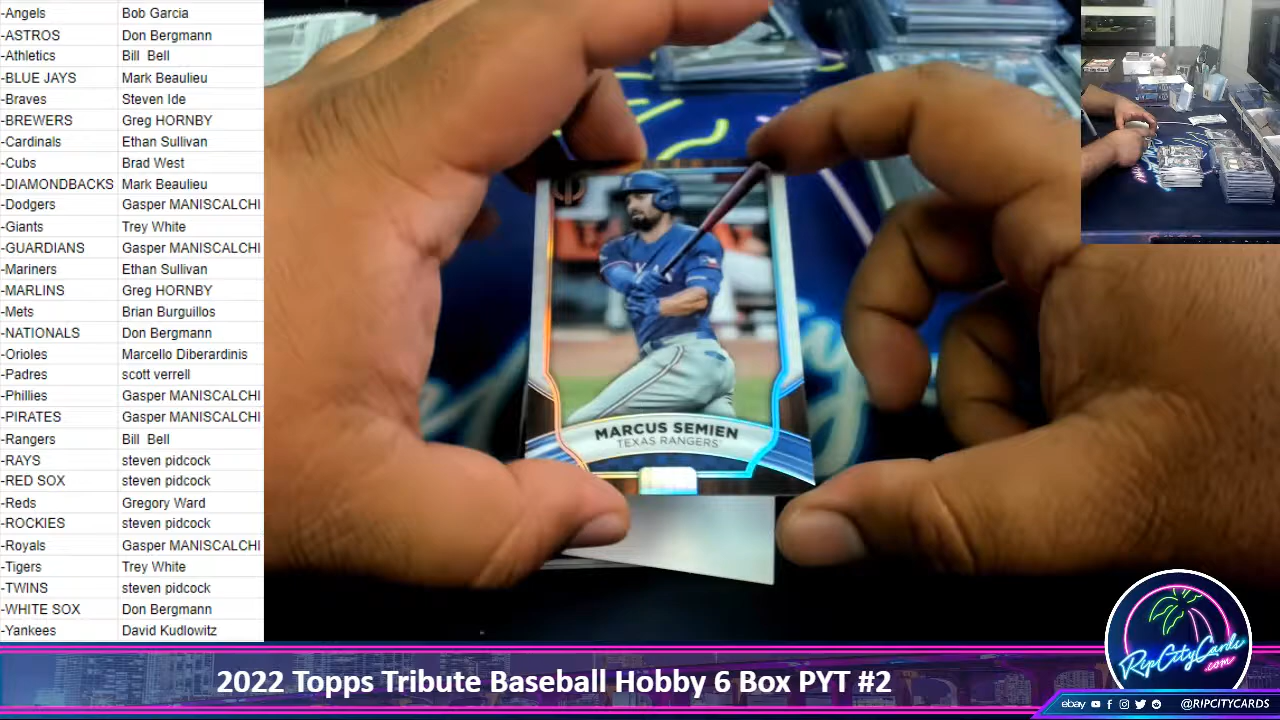 -Angels Bob Garcia
-ASTROS Don Bergmann
-Athletics Bill Bell
-BLUE JAYS Mark Beaulieu
-Braves Steven Ide
-BREWERS Greg HORNBY
-Cardinals Ethan Sullivan
-Cubs Brad West
-DIAMONDBACKS Mark Beaulieu
-Dodgers Gasper MANISCALCHI
-Giants Trey White
-GUARDIANS Gasper MANISCALCHI
-Mariners Ethan Sullivan
-MARLINS Greg HORNBY
-Mets Brian Burguillos
-NATIONALS Don Bergmann
-Orioles Marcello Diberardinis
-Padres scott verrell
-Phillies Gasper MANISCALCHI
-PIRATES Gasper MANISCALCHI
-Rangers Bill Bell
-RAYS steven pidcock
-RED SOX steven pidcock
-Reds Gregory Ward
-ROCKIES steven pidcock
-Royals Gasper MANISCALCHI
-Tigers Trey White
-TWINS steven pidcock
-WHITE SOX Don Bergmann
-Yankees David Kudlowitz
MARCUS SEMIEN
TEXAS RANGERS
2022 Topps Tribute Baseball Hobby 6 Box PYT #2
RipCityCards
.com
ebay @RIPCITYCARDS